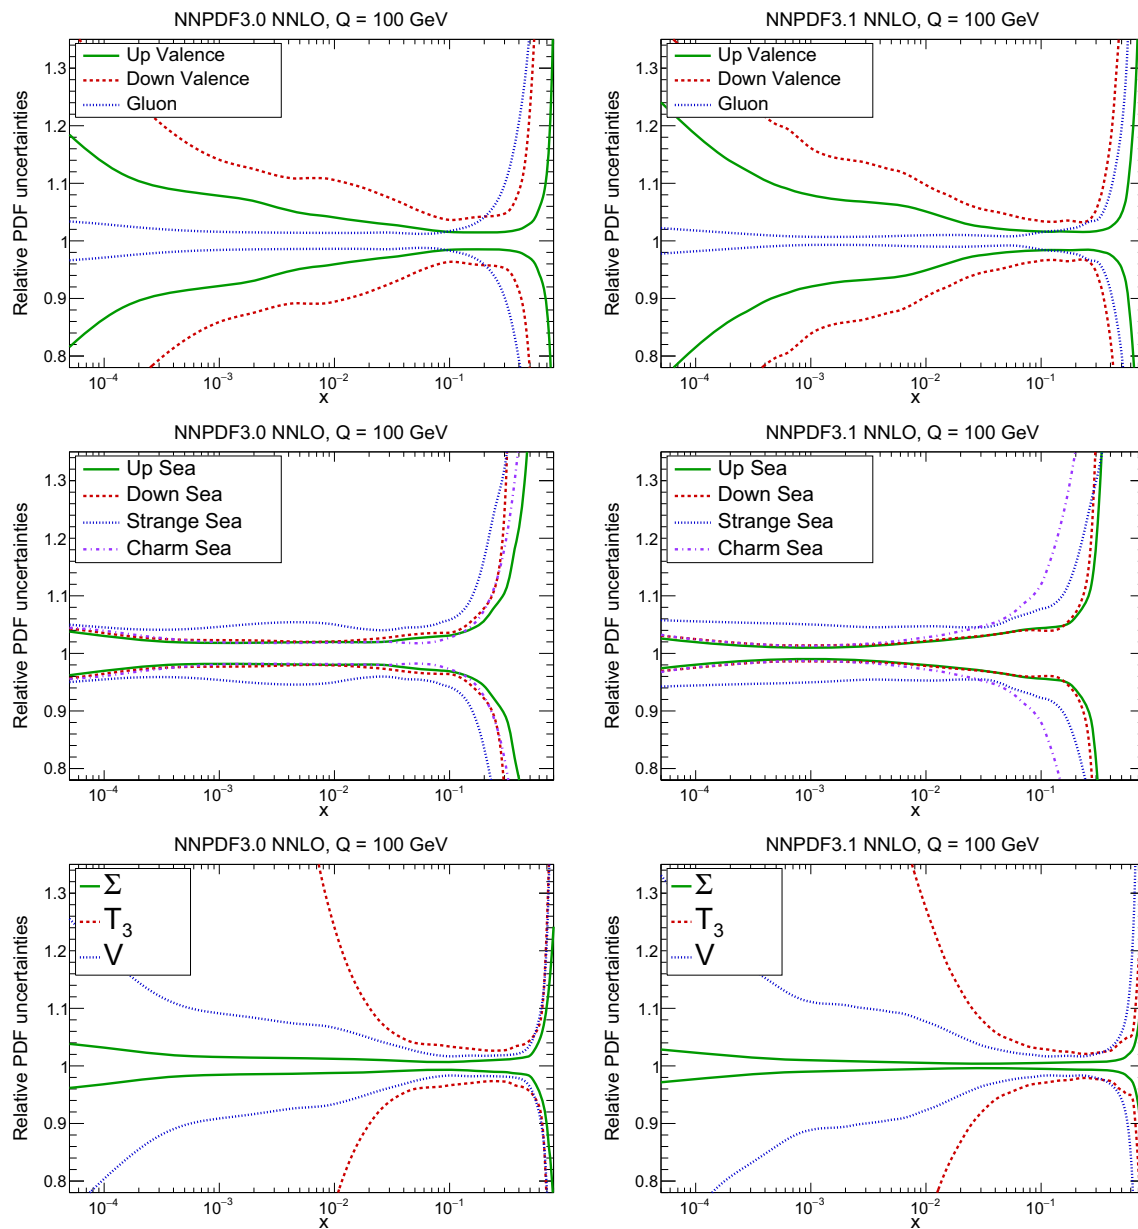 NNPDF3.0 NNLO, Q = 100 GeV
Relative PDF uncertainties
1.3
1.2
1.1
1
0.9
0.8
Up Valence
Down Valence
Gluon
10⁻⁴ 10⁻³ 10⁻² 10⁻¹
x
NNPDF3.1 NNLO, Q = 100 GeV
Relative PDF uncertainties
1.3
1.2
1.1
1
0.9
0.8
Up Valence
Down Valence
Gluon
10⁻⁴ 10⁻³ 10⁻² 10⁻¹
x
NNPDF3.0 NNLO, Q = 100 GeV
Relative PDF uncertainties
1.3
1.2
1.1
1
0.9
0.8
Up Sea
Down Sea
Strange Sea
Charm Sea
10⁻⁴ 10⁻³ 10⁻² 10⁻¹
x
NNPDF3.1 NNLO, Q = 100 GeV
Relative PDF uncertainties
1.3
1.2
1.1
1
0.9
0.8
Up Sea
Down Sea
Strange Sea
Charm Sea
10⁻⁴ 10⁻³ 10⁻² 10⁻¹
x
NNPDF3.0 NNLO, Q = 100 GeV
Relative PDF uncertainties
1.3
1.2
1.1
1
0.9
0.8
Σ
T₃
V
10⁻⁴ 10⁻³ 10⁻² 10⁻¹
x
NNPDF3.1 NNLO, Q = 100 GeV
Relative PDF uncertainties
1.3
1.2
1.1
1
0.9
0.8
Σ
T₃
V
10⁻⁴ 10⁻³ 10⁻² 10⁻¹
x